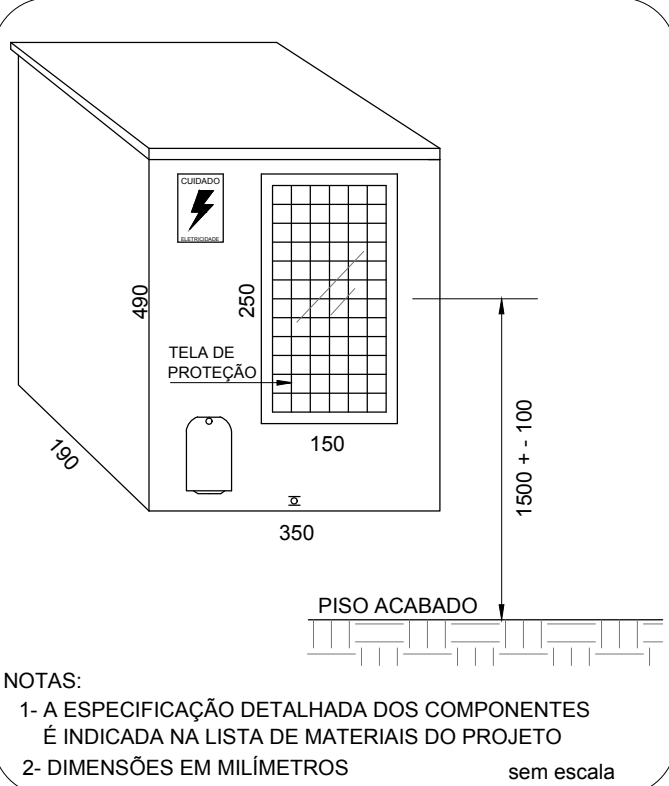 CUIDADO
ELETRICIDADE
490
250
TELA DE
PROTEÇÃO
190
150
350
1500 + - 100
PISO ACABADO
NOTAS:
1- A ESPECIFICAÇÃO DETALHADA DOS COMPONENTES
É INDICADA NA LISTA DE MATERIAIS DO PROJETO
2- DIMENSÕES EM MILÍMETROS
sem escala